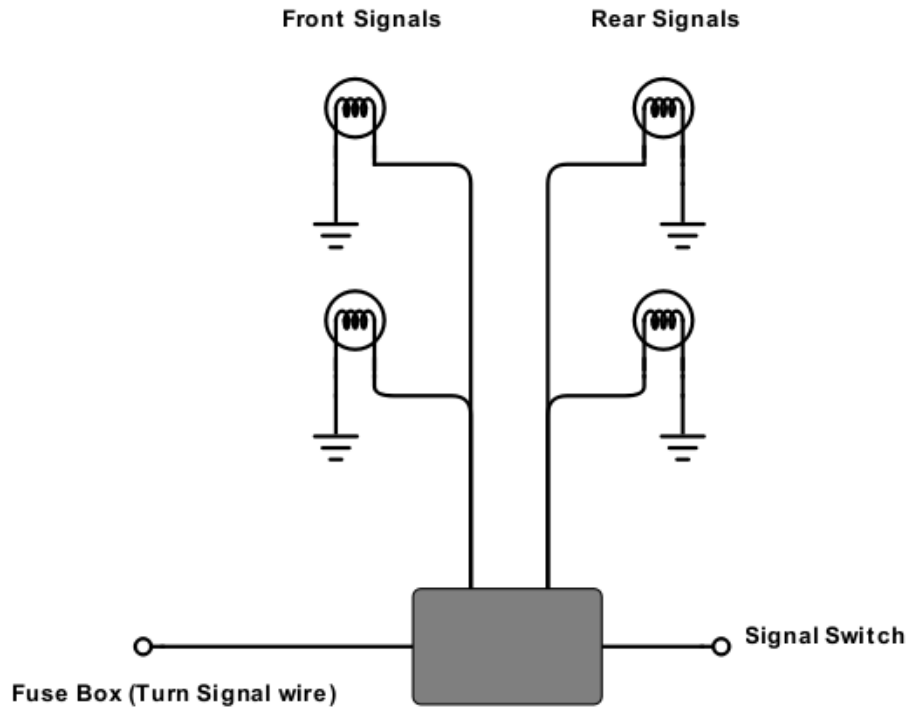 Front Signals
Rear Signals
Signal Switch
Fuse Box (Turn Signal wire)